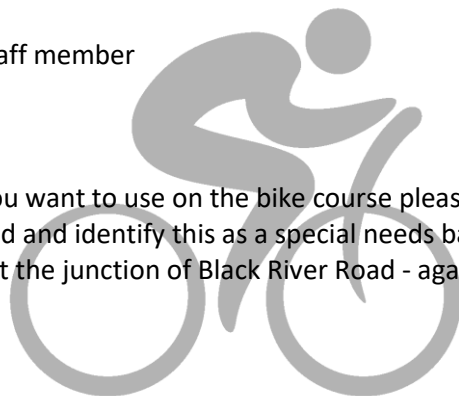 aff member
ou want to use on the bike course pleas
d and identify this as a special needs ba
t the junction of Black River Road - aga